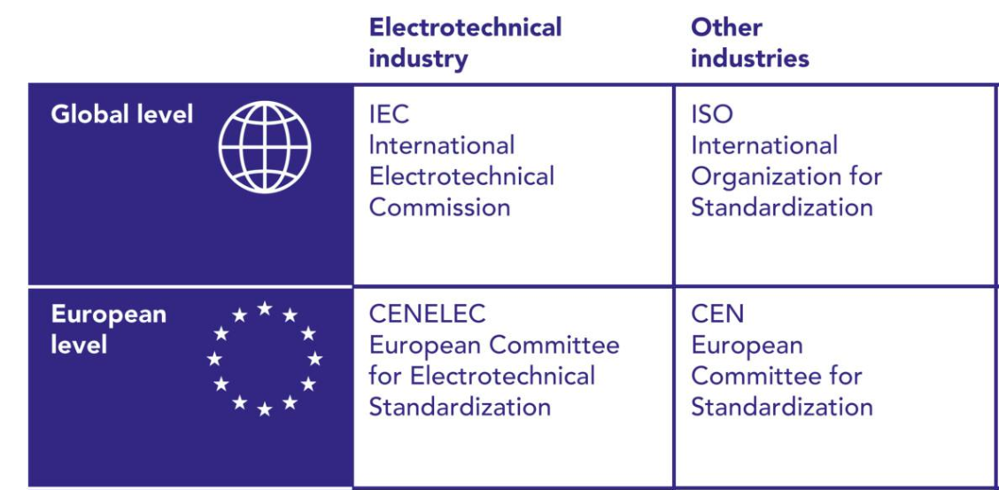 Electrotechnical
industry
Other
industries
Global level
IEC
International
Electrotechnical
Commission
ISO
International
Organization for
Standardization
European
level
CENELEC
European Committee
for Electrotechnical
Standardization
CEN
European
Committee for
Standardization